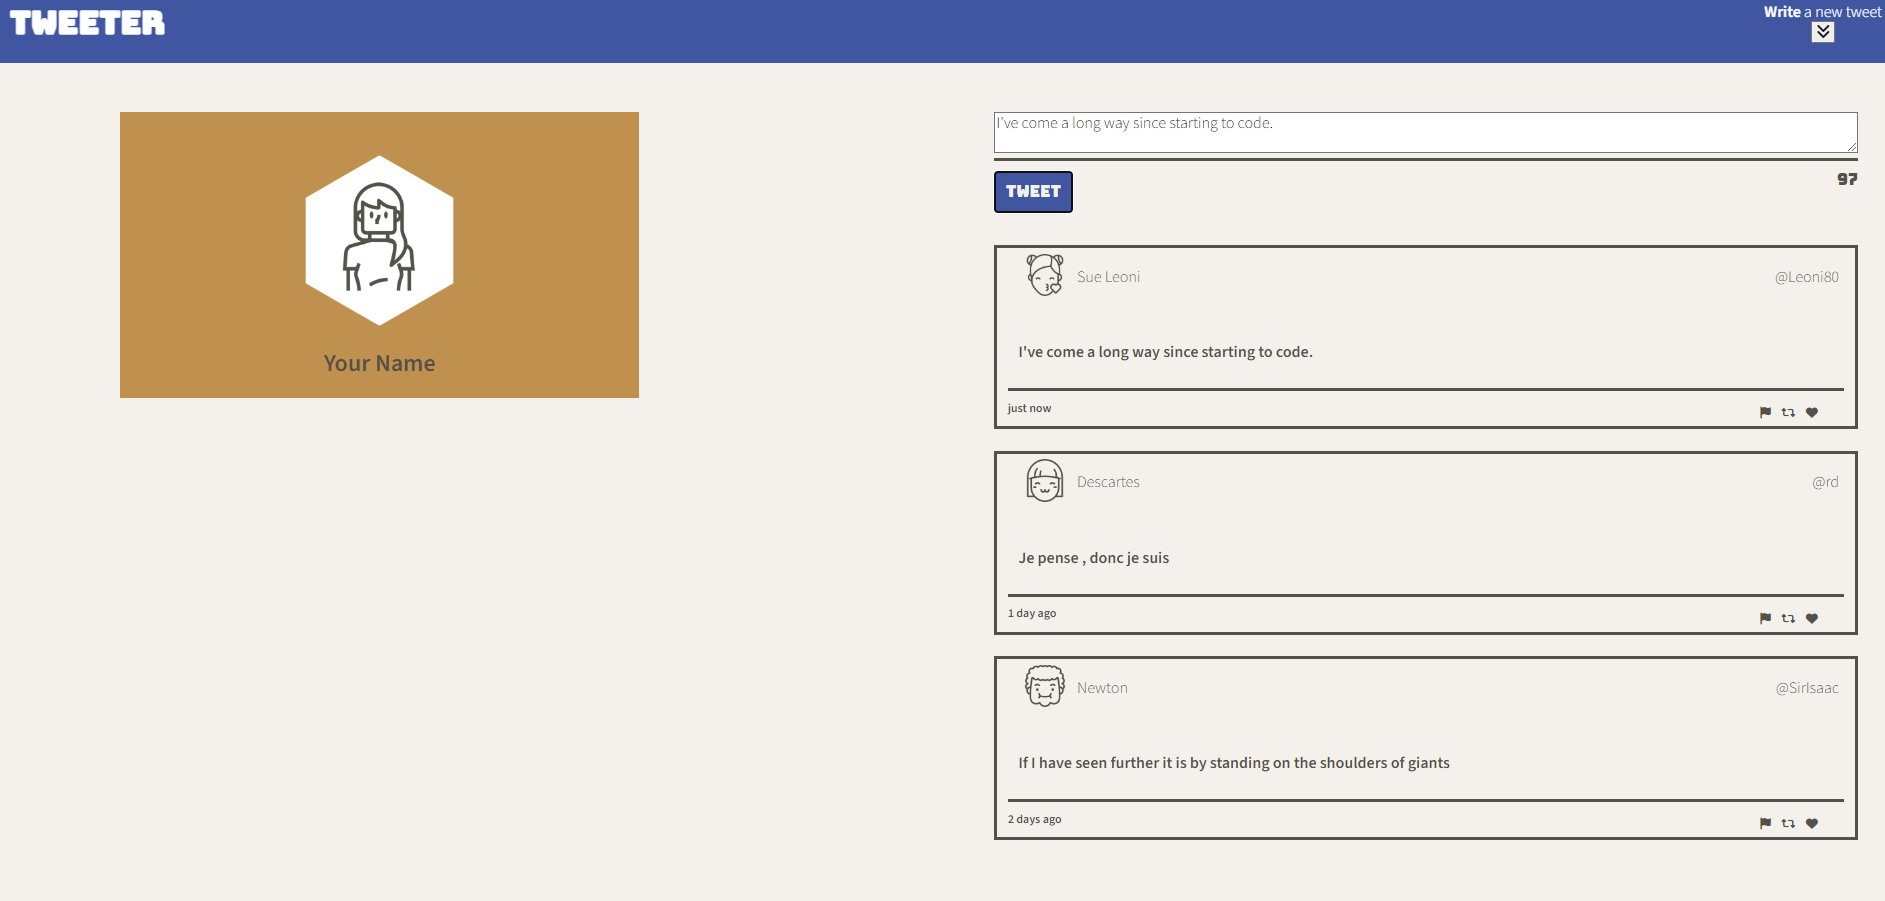 TWEETER
Write a new tweet
Your Name
I've come a long way since starting to code.
TWEET
97
Sue Leoni
@Leoni80
I've come a long way since starting to code.
just now
Descartes
@rd
Je pense , donc je suis
1 day ago
Newton
@SirIsaac
If I have seen further it is by standing on the shoulders of giants
2 days ago